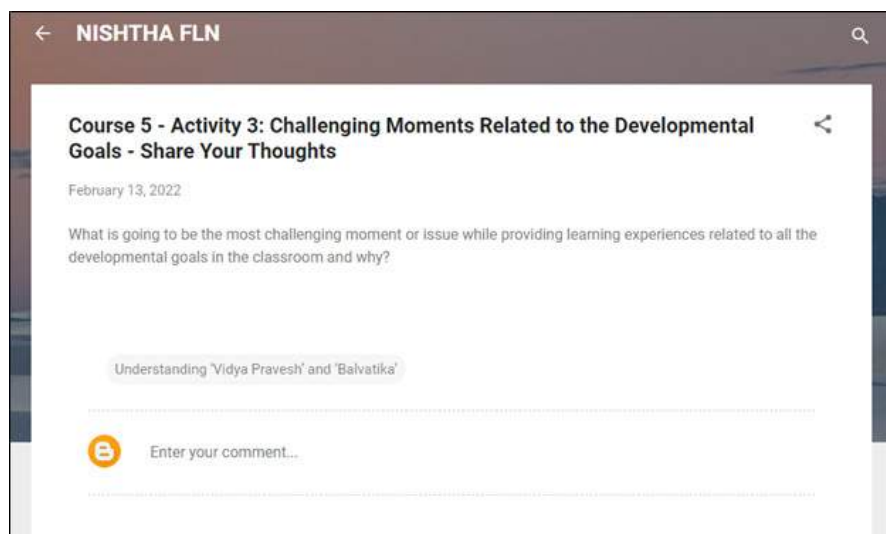 NISHTHA FLN
Course 5 - Activity 3: Challenging Moments Related to the Developmental
Goals - Share Your Thoughts
February 13, 2022
What is going to be the most challenging moment or issue while providing learning experiences related to all the
developmental goals in the classroom and why?
Understanding 'Vidya Pravesh' and 'Balvatika'
Enter your comment...